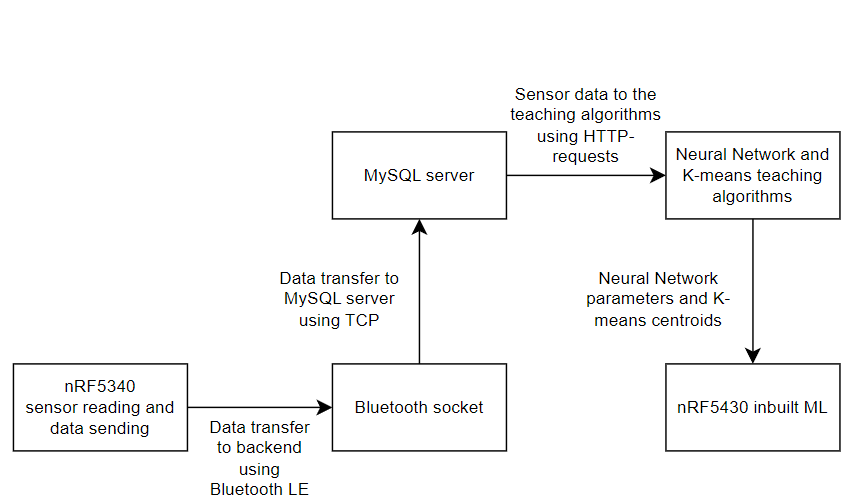 Sensor data to the
teaching algorithms
using HTTP-
requests
MySQL server
Neural Network and
K-means teaching
algorithms
Data transfer to
MySQL server
using TCP
Neural Network
parameters and K-
means centroids
nRF5340
sensor reading and
data sending
Data transfer
to backend
using
Bluetooth LE
Bluetooth socket
nRF5430 inbuilt ML